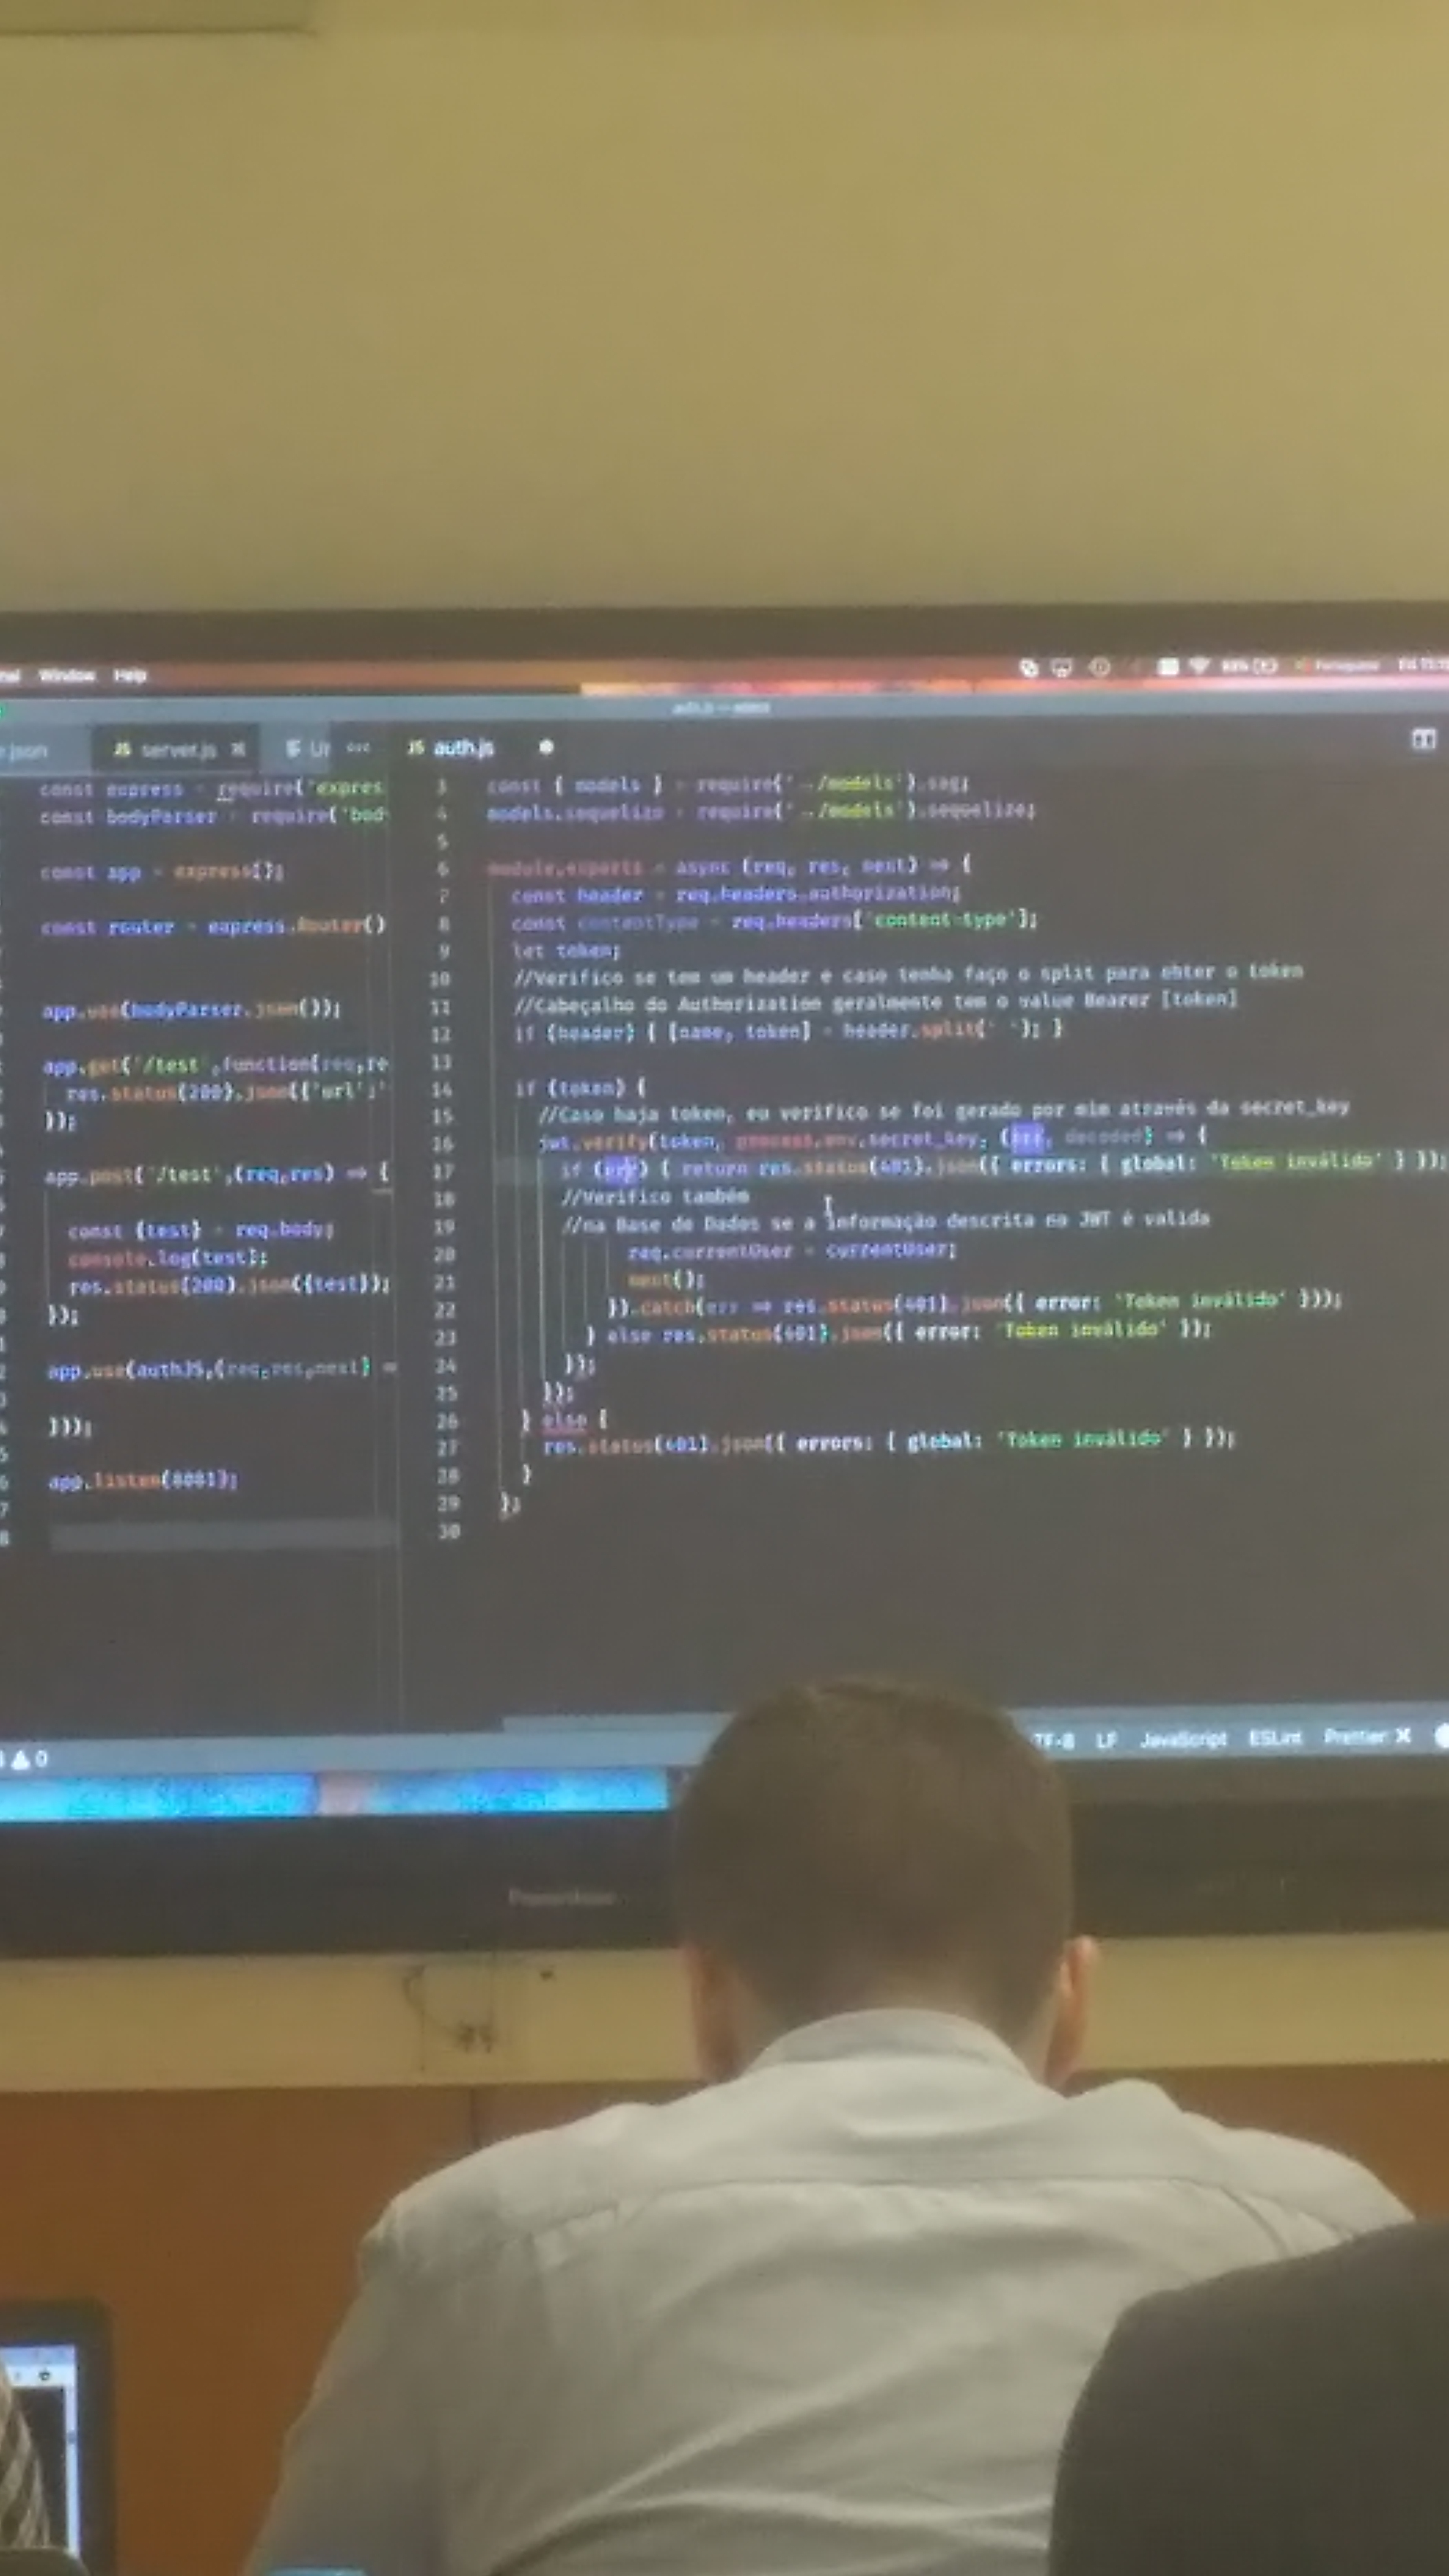 Window Help
auth.js
.json
JS server.js
JS auth.js
const express = require('expres
const bodyParser = require('bod
const app = express();
const router = express.Router()
app.use(bodyParser.json());
app.get('/test',function(req,re
res.status(200).json({'url':'
});
app.post('/test',(req,res) => {
const {test} = req.body;
console.log(test);
res.status(200).json({test});
});
app.use(authJS,(req,res,next) =
}));
app.listen(8081);
3 const { models } = require('../models').seq;
4 models.sequelize = require('../models').sequelize;
5
6 module.exports = async (req, res, next) => {
7 const header = req.headers.authorization;
8 const contentType = req.headers['content-type'];
9 let token;
10 //Verifico se tem um header e caso tenha faço o split para obter o token
11 //Cabeçalho do Authorization geralmente tem o value Bearer [token]
12 if (header) { [name, token] = header.split(' '); }
13
14 if (token) {
15 //Caso haja token, eu verifico se foi gerado por mim através da secret_key
16 jwt.verify(token, process.env.secret_key, (err, decoded) => {
17 if (err) { return res.status(401).json({ errors: { global: 'Token inválido' } });
18 //Verifico também
19 //na Base de Dados se a informação descrita no JWT é valida
20 req.currentUser = currentUser;
21 next();
22 }).catch(err => res.status(401).json({ error: 'Token inválido' }));
23 } else res.status(401).json({ error: 'Token inválido' });
24 });
25 });
26 } else {
27 res.status(401).json({ errors: { global: 'Token inválido' } });
28 }
29 };
30
0
TF-8 LF JavaScript ESLint Prettier